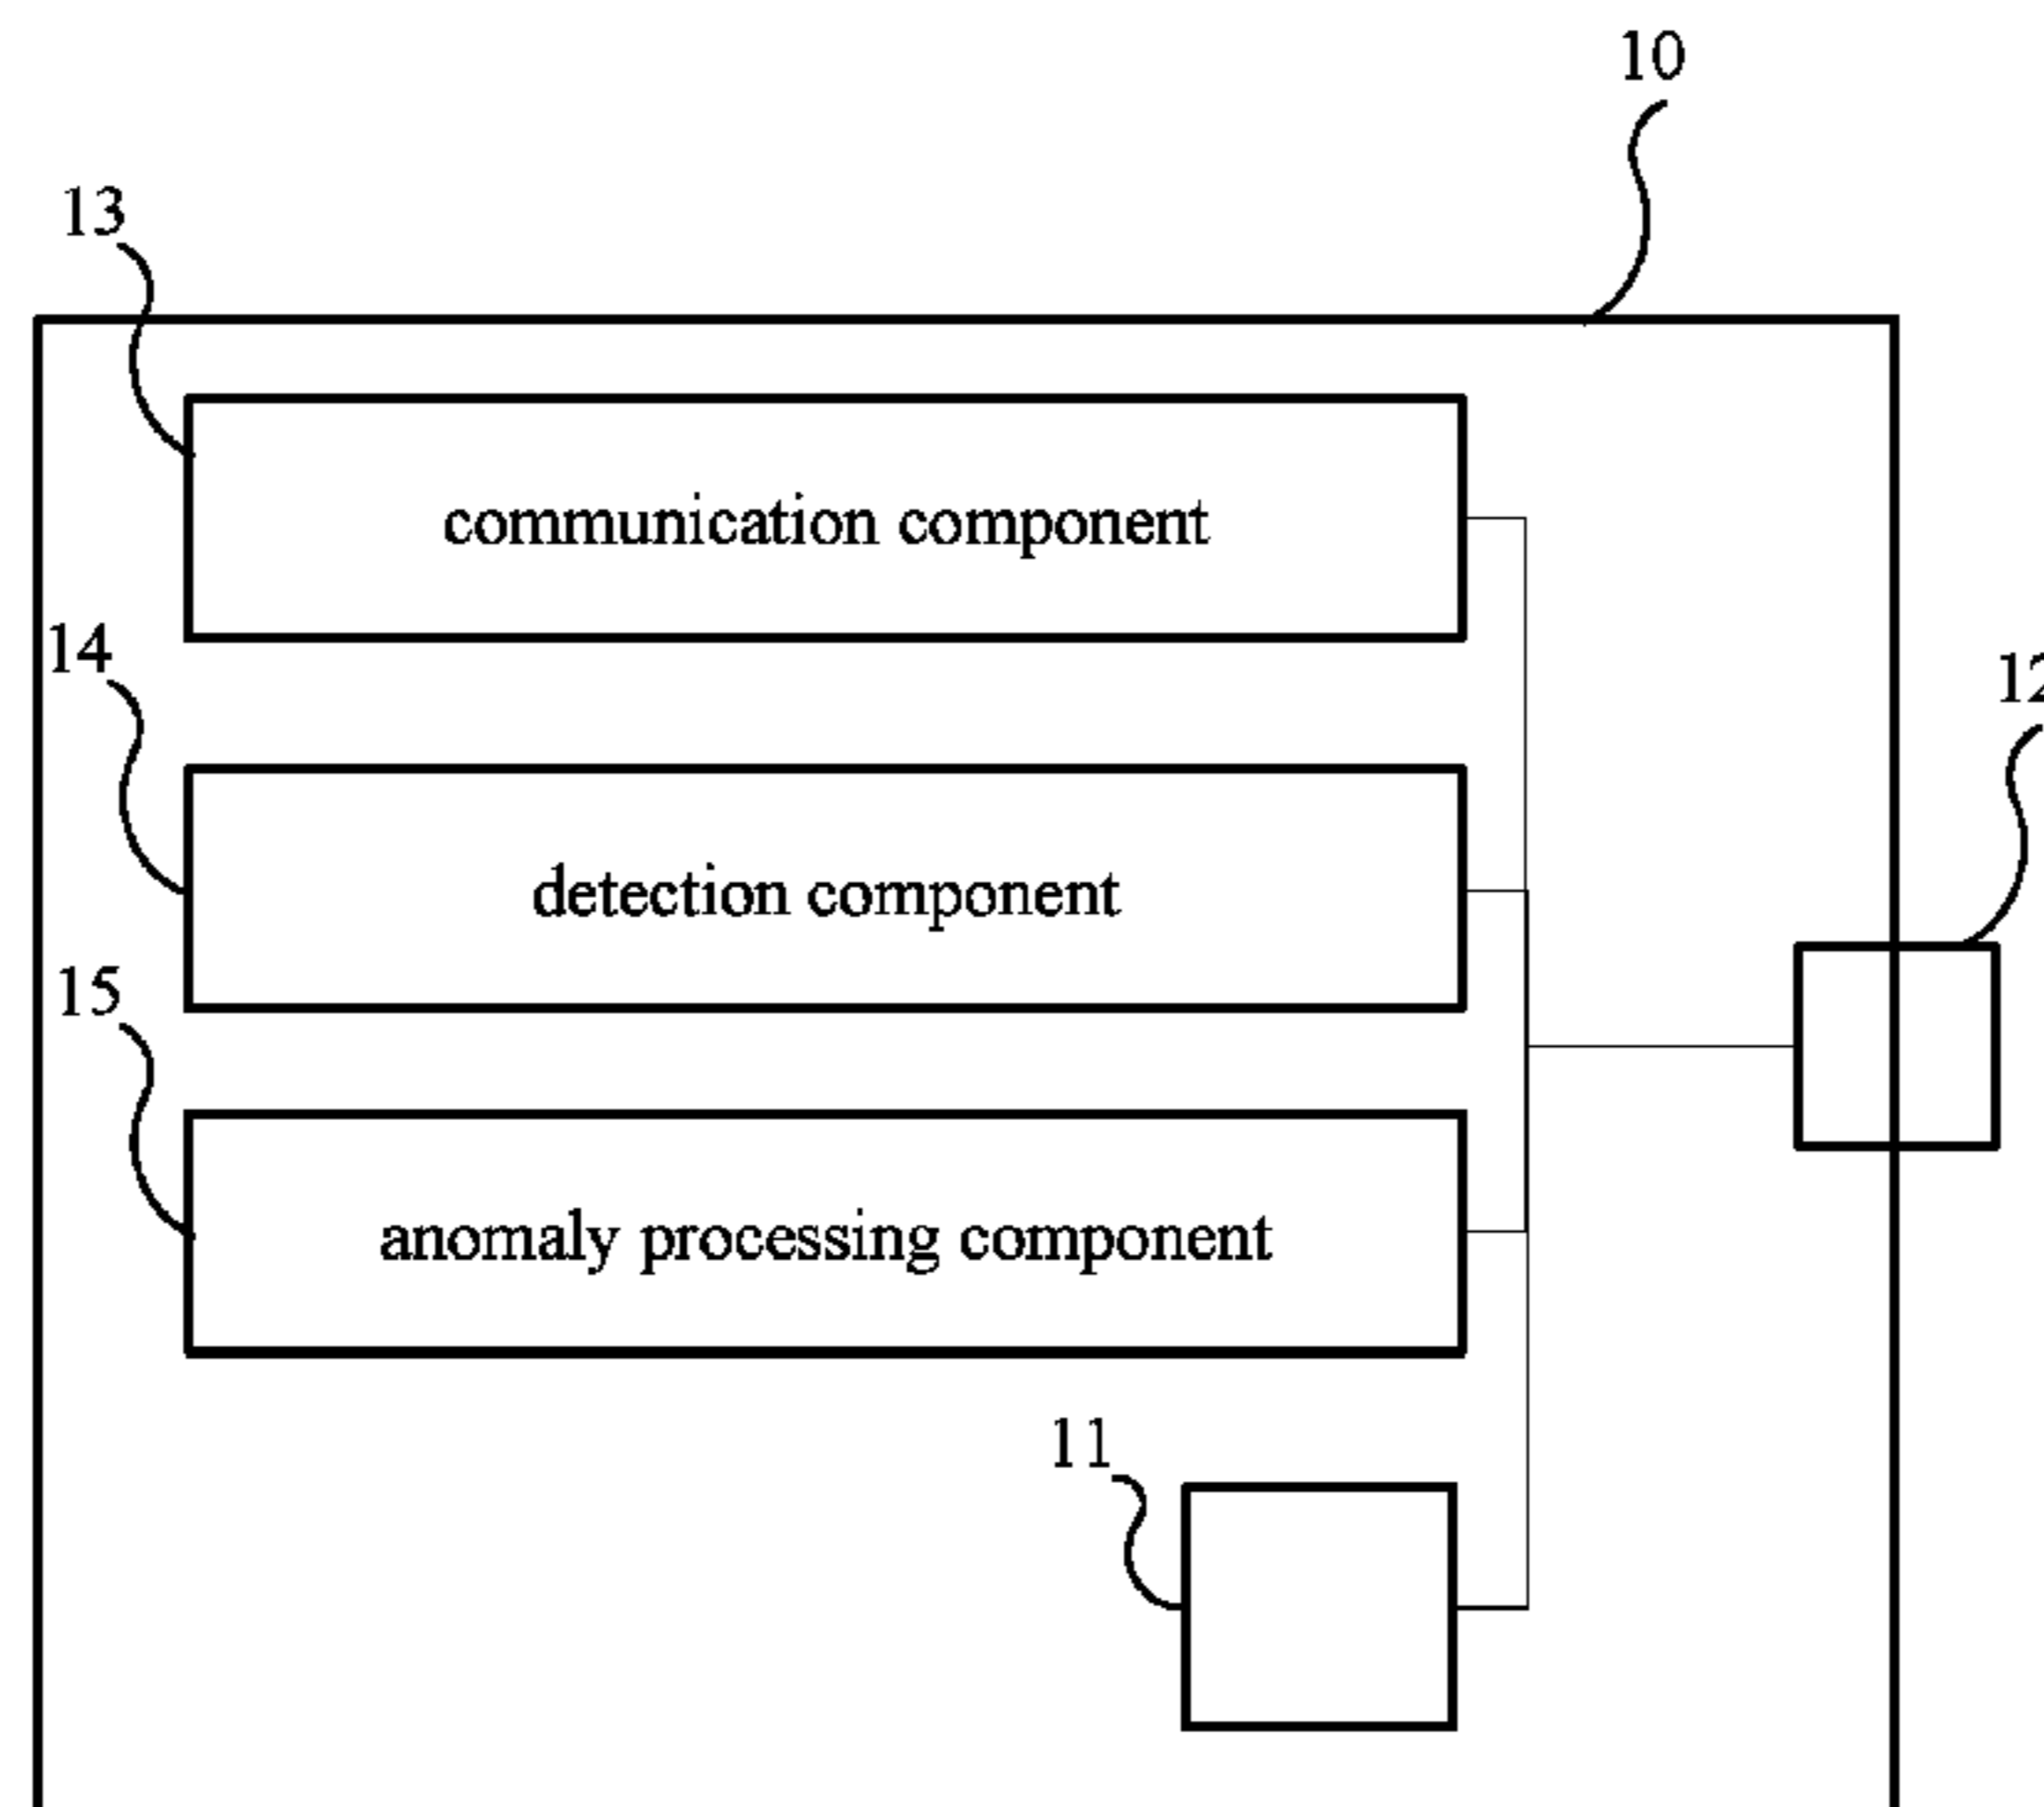 10
13
communication component
14
12
detection component
15
anomaly processing component
11